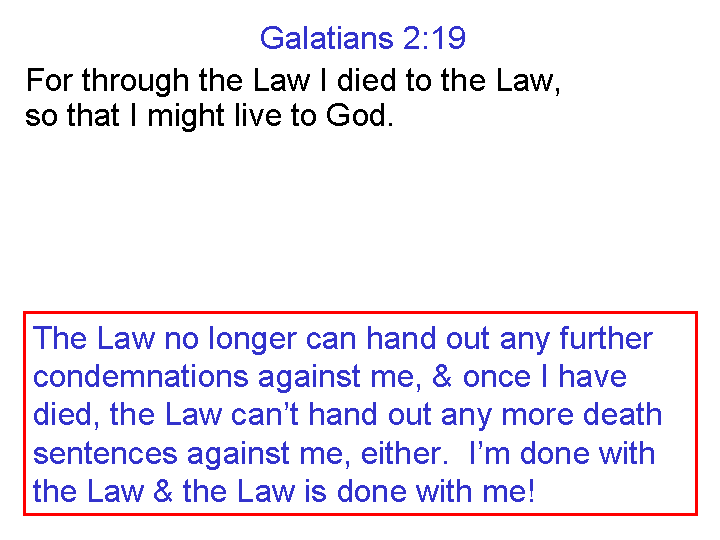 Galatians 2:19
For through the Law I died to the Law,
so that I might live to God.
The Law no longer can hand out any further
condemnations against me, & once I have
died, the Law can’t hand out any more death
sentences against me, either.  I’m done with
the Law & the Law is done with me!